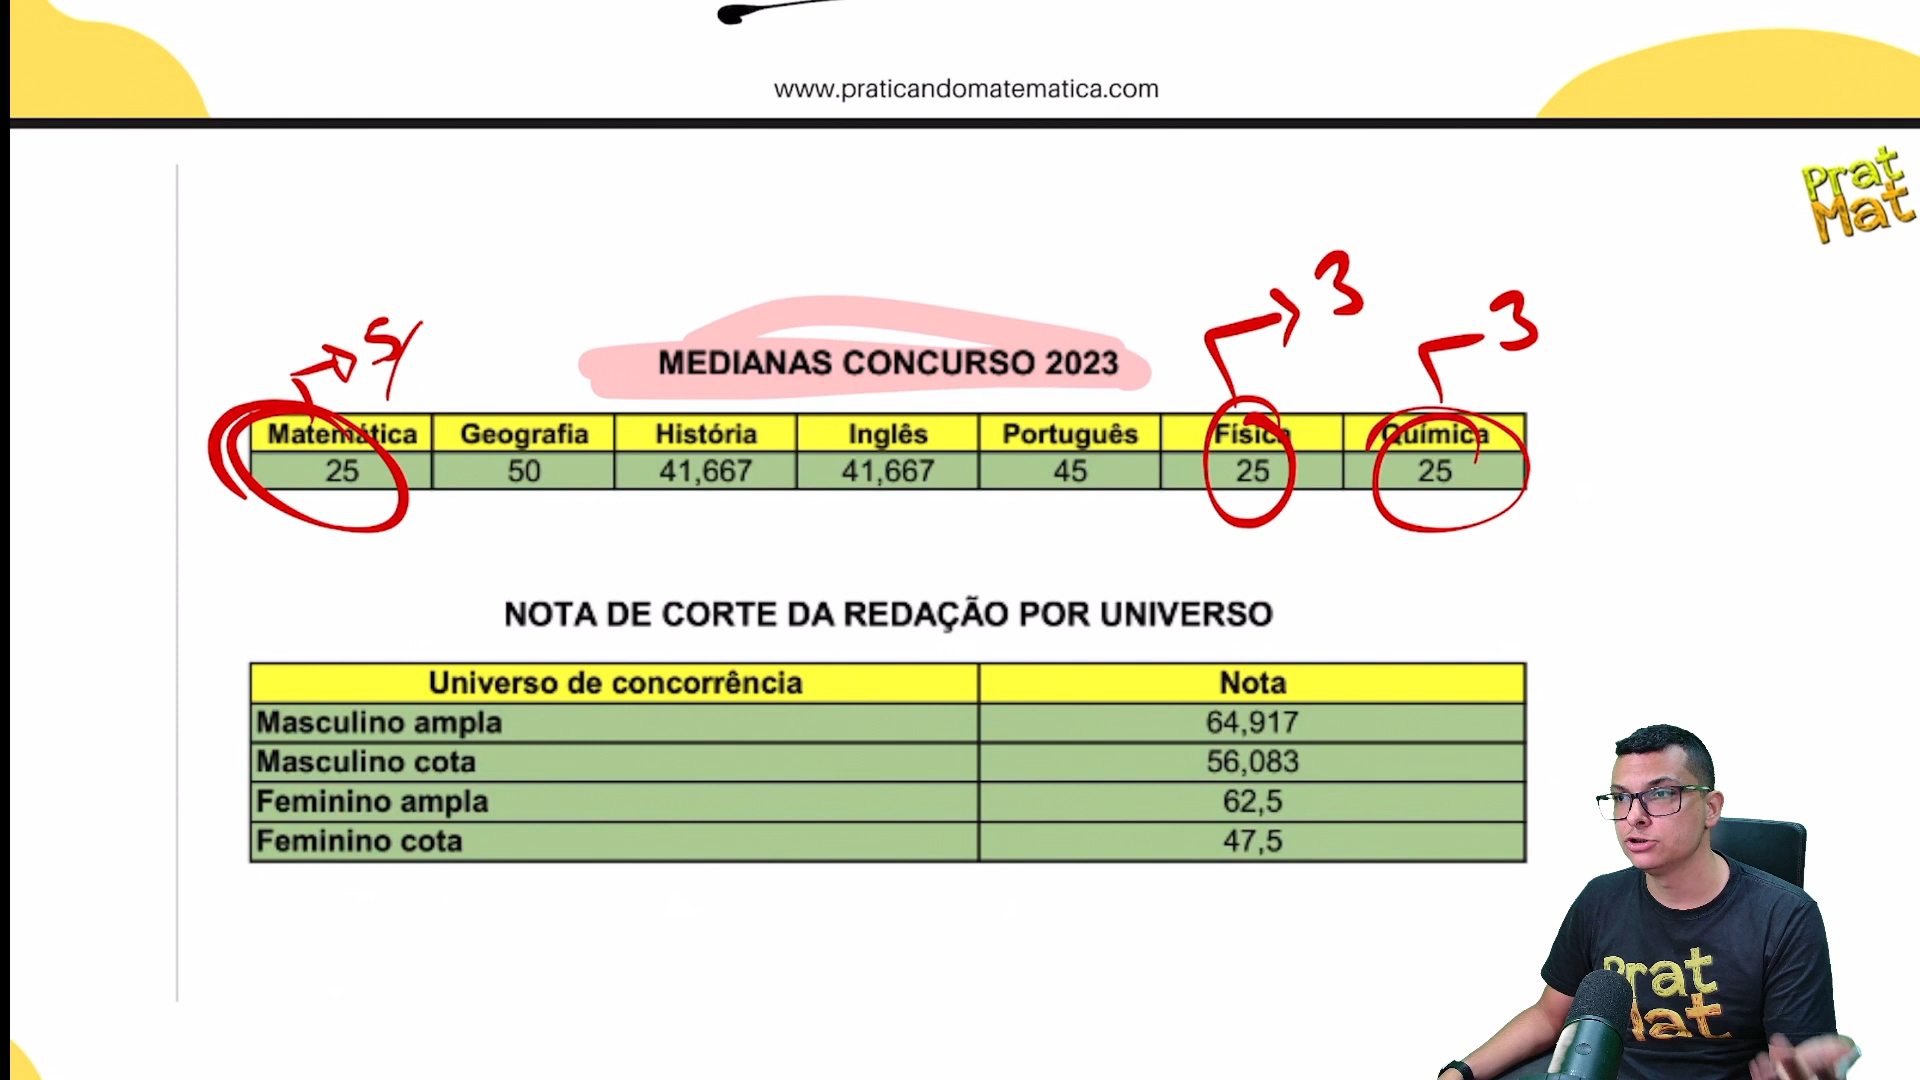 www.praticandomatematica.com
Prat
Mat
3
3
5
MEDIANAS CONCURSO 2023
Matemática Geografia História Inglês Português Física Química
25 50 41,667 41,667 45 25 25
NOTA DE CORTE DA REDAÇÃO POR UNIVERSO
Universo de concorrência Nota
Masculino ampla 64,917
Masculino cota 56,083
Feminino ampla 62,5
Feminino cota 47,5
Prat
Mat